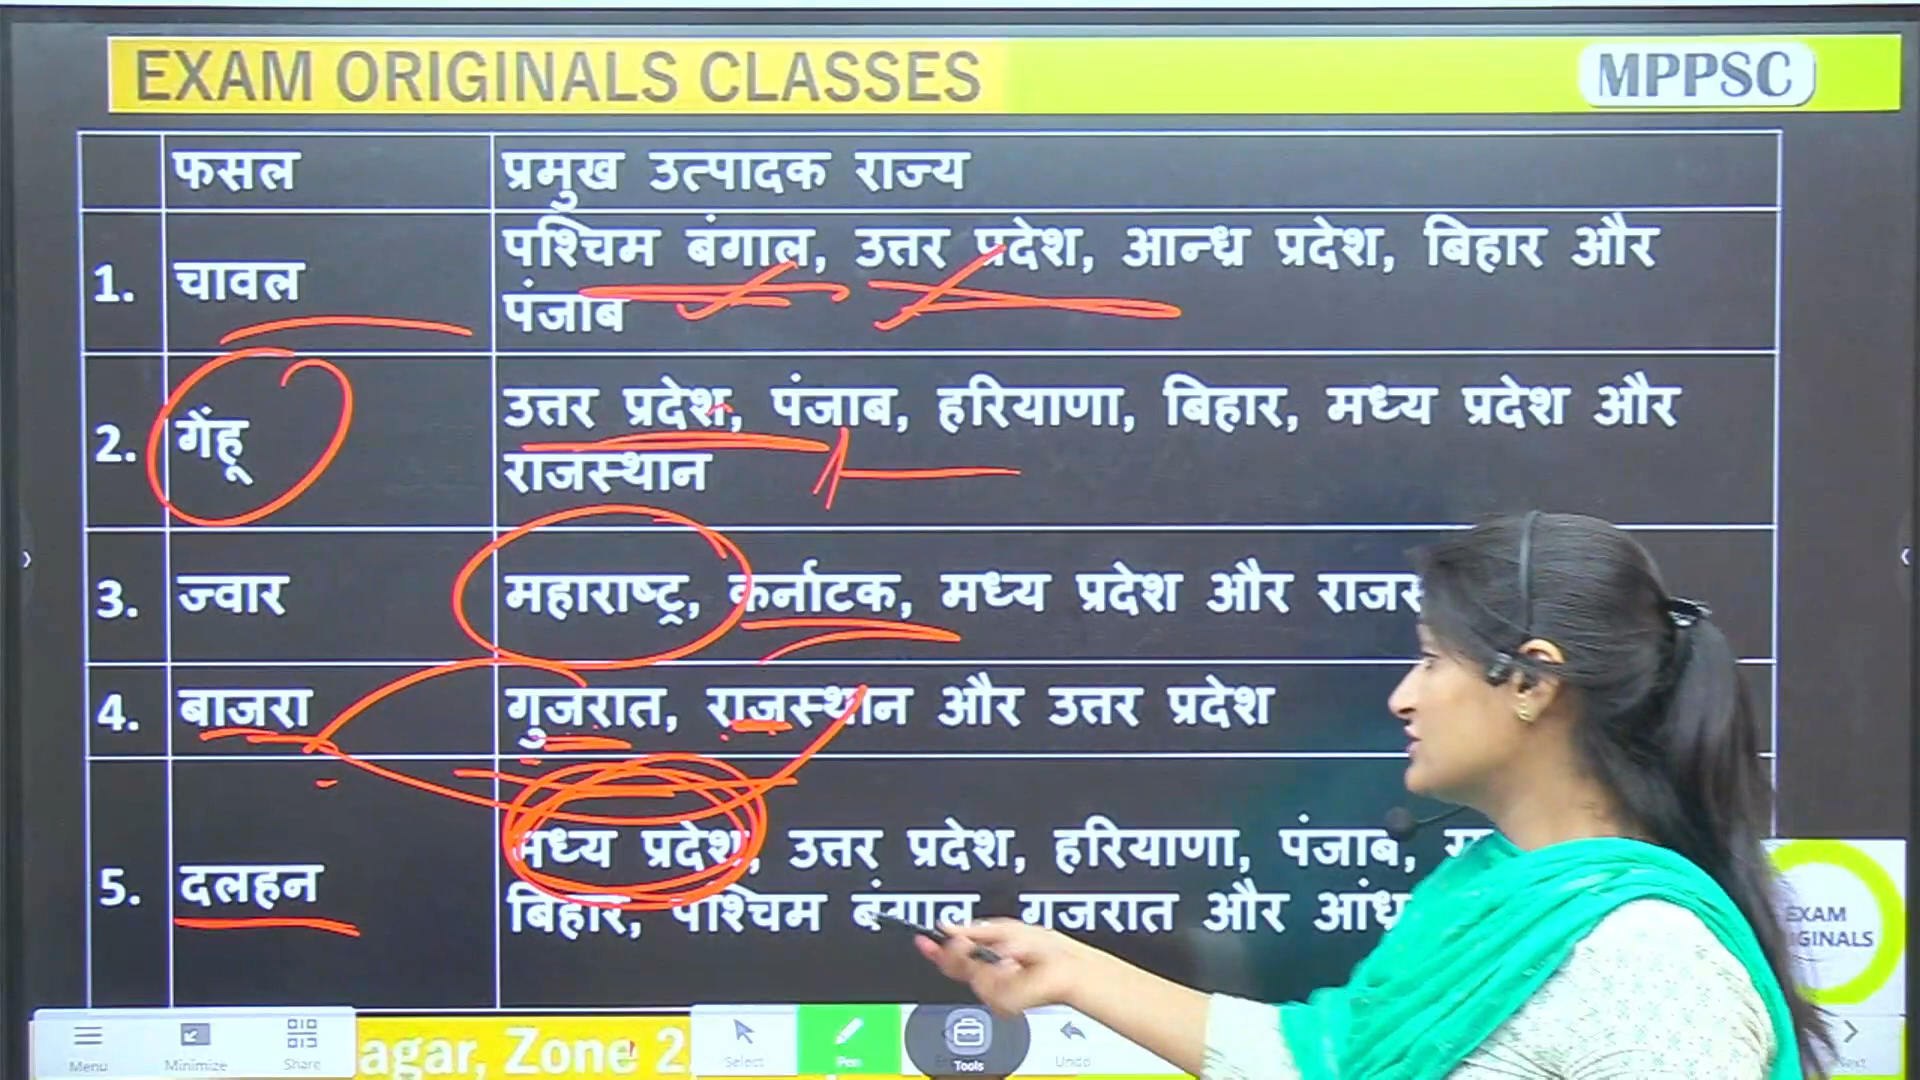 EXAM ORIGINALS CLASSES
MPPSC
फसल
प्रमुख उत्पादक राज्य
1.
चावल
पश्चिम बंगाल, उत्तर प्रदेश, आन्ध्र प्रदेश, बिहार और
पंजाब
2.
गेंहू
उत्तर प्रदेश, पंजाब, हरियाणा, बिहार, मध्य प्रदेश और
राजस्थान
3.
ज्वार
महाराष्ट्र, कर्नाटक, मध्य प्रदेश और
4.
बाजरा
गुजरात, राजस्थान और उत्तर प्रदेश
5.
दलहन
मध्य प्रदेश, उत्तर प्रदेश, हरियाणा, पंजाब,
बिहार, पश्चिम बंगाल, गुजरात और
EXAM
Menu
Minimize
Share
Zone 2
Select
Pen
Tools
Undo